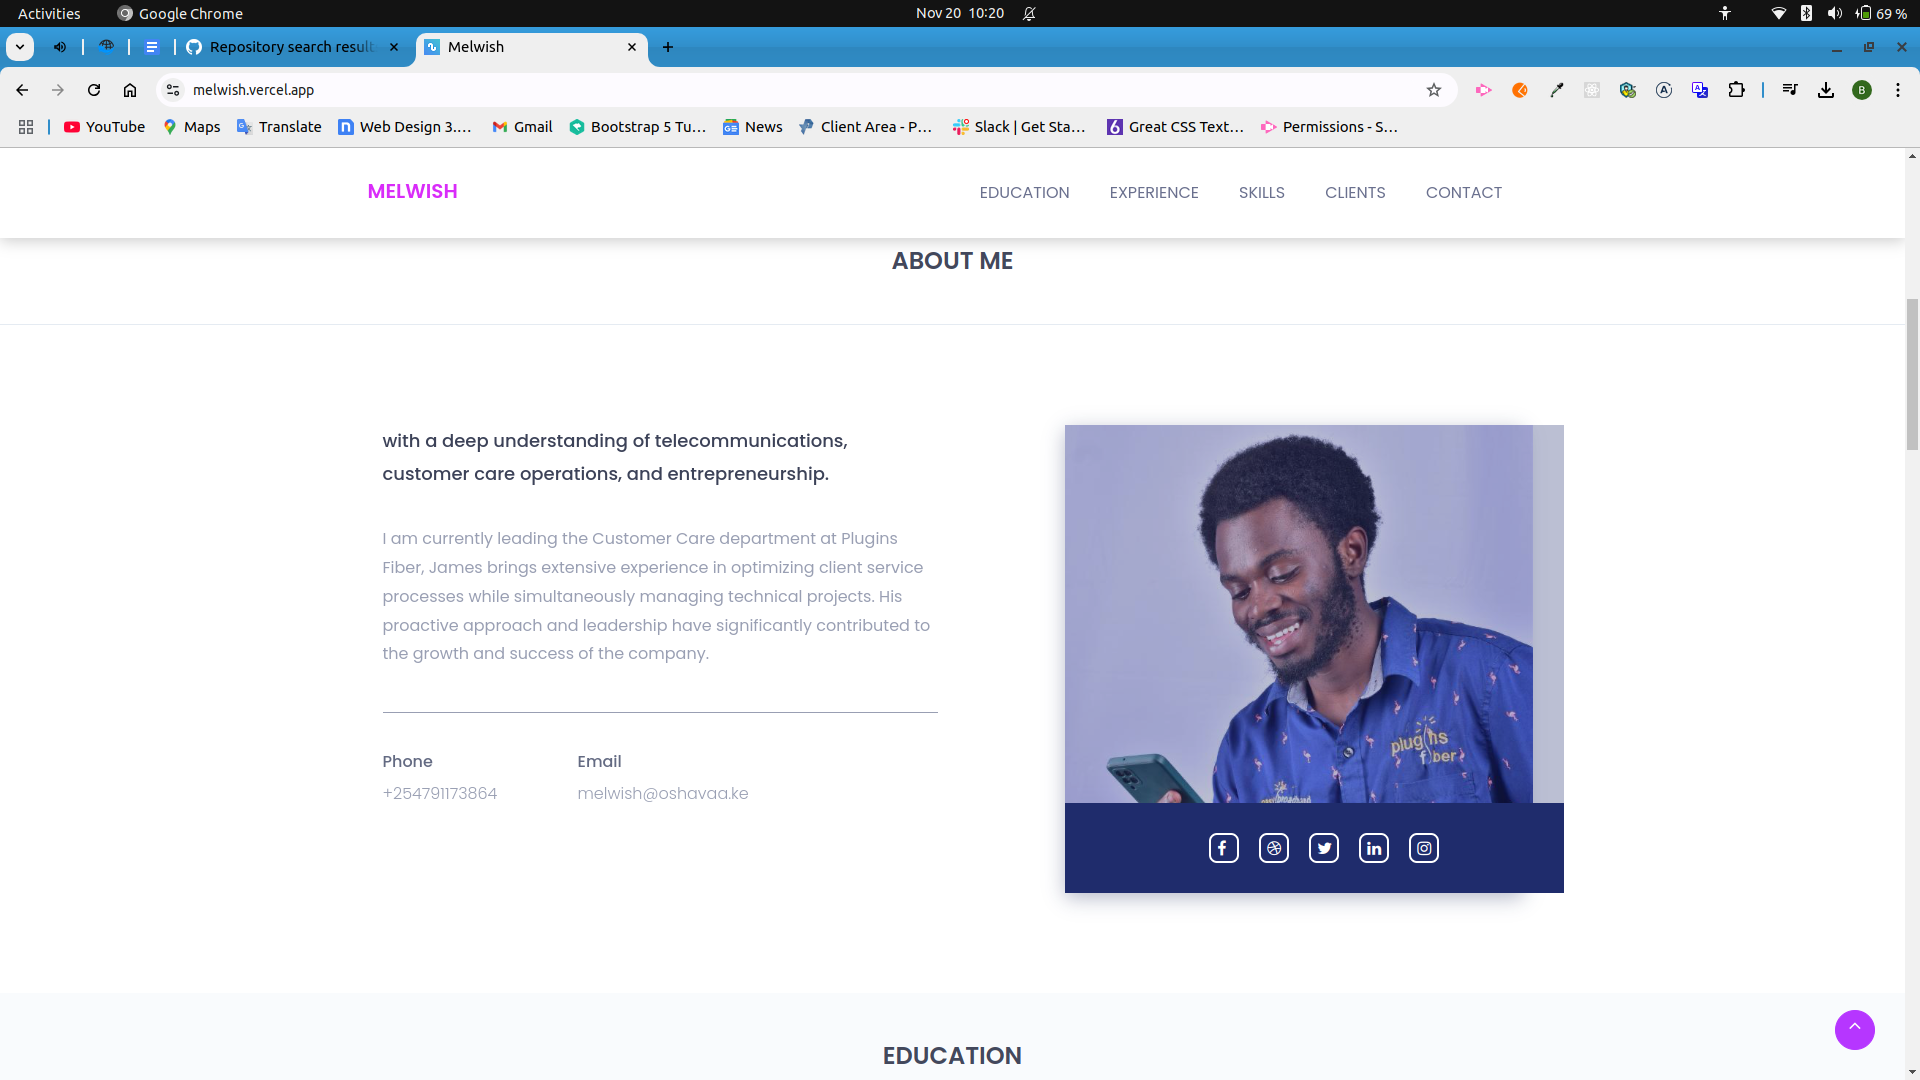 Activities
Google Chrome
Nov 20 10:20
69 %
Repository search result
Melwish
melwish.vercel.app
B
YouTube
Maps
Translate
Web Design 3....
Gmail
Bootstrap 5 Tu...
News
Client Area - P...
Slack | Get Sta...
Great CSS Text...
Permissions - S...
MELWISH
EDUCATION
EXPERIENCE
SKILLS
CLIENTS
CONTACT
ABOUT ME
with a deep understanding of telecommunications,
customer care operations, and entrepreneurship.
I am currently leading the Customer Care department at Plugins
Fiber, James brings extensive experience in optimizing client service
processes while simultaneously managing technical projects. His
proactive approach and leadership have significantly contributed to
the growth and success of the company.
Phone
Email
+254791173864
melwish@oshavaa.ke
plugins
fiber
EDUCATION